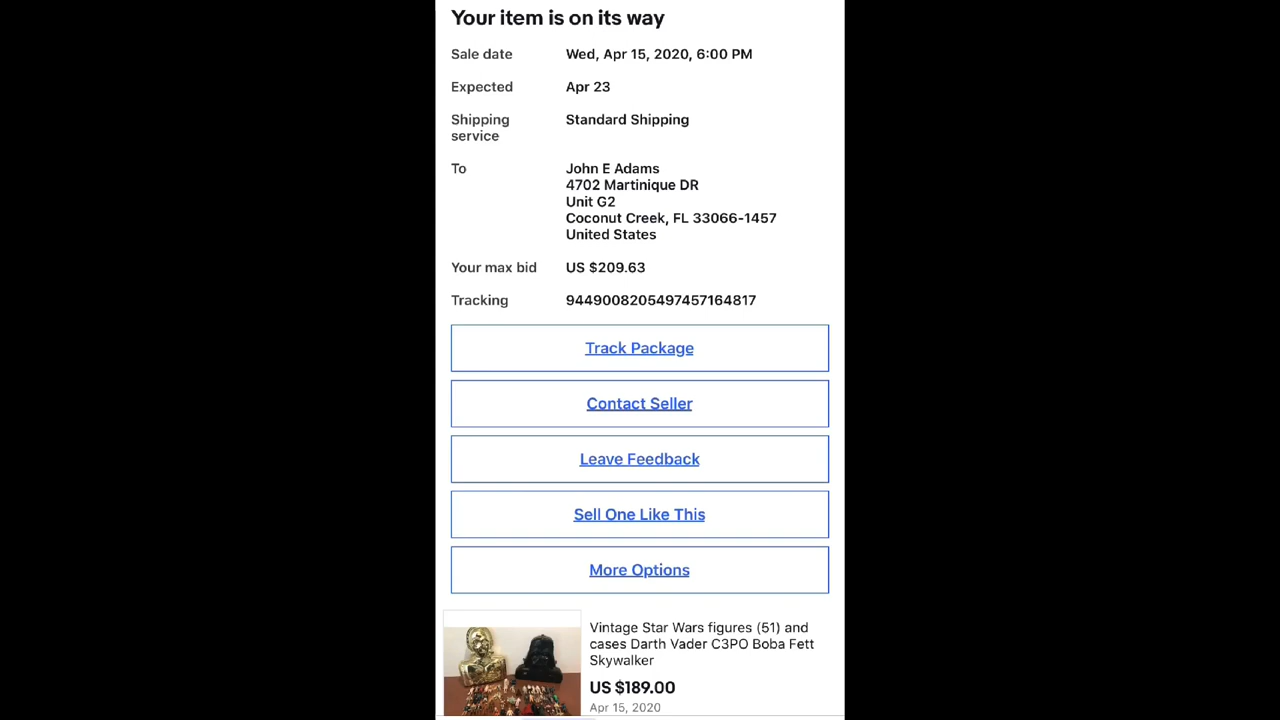 Your item is on its way
Sale date Wed, Apr 15, 2020, 6:00 PM
Expected Apr 23
Shipping service Standard Shipping
To John E Adams
4702 Martinique DR
Unit G2
Coconut Creek, FL 33066-1457
United States
Your max bid US $209.63
Tracking 9449008205497457164817
Track Package
Contact Seller
Leave Feedback
Sell One Like This
More Options
Vintage Star Wars figures (51) and
cases Darth Vader C3PO Boba Fett
Skywalker
US $189.00
Apr 15, 2020